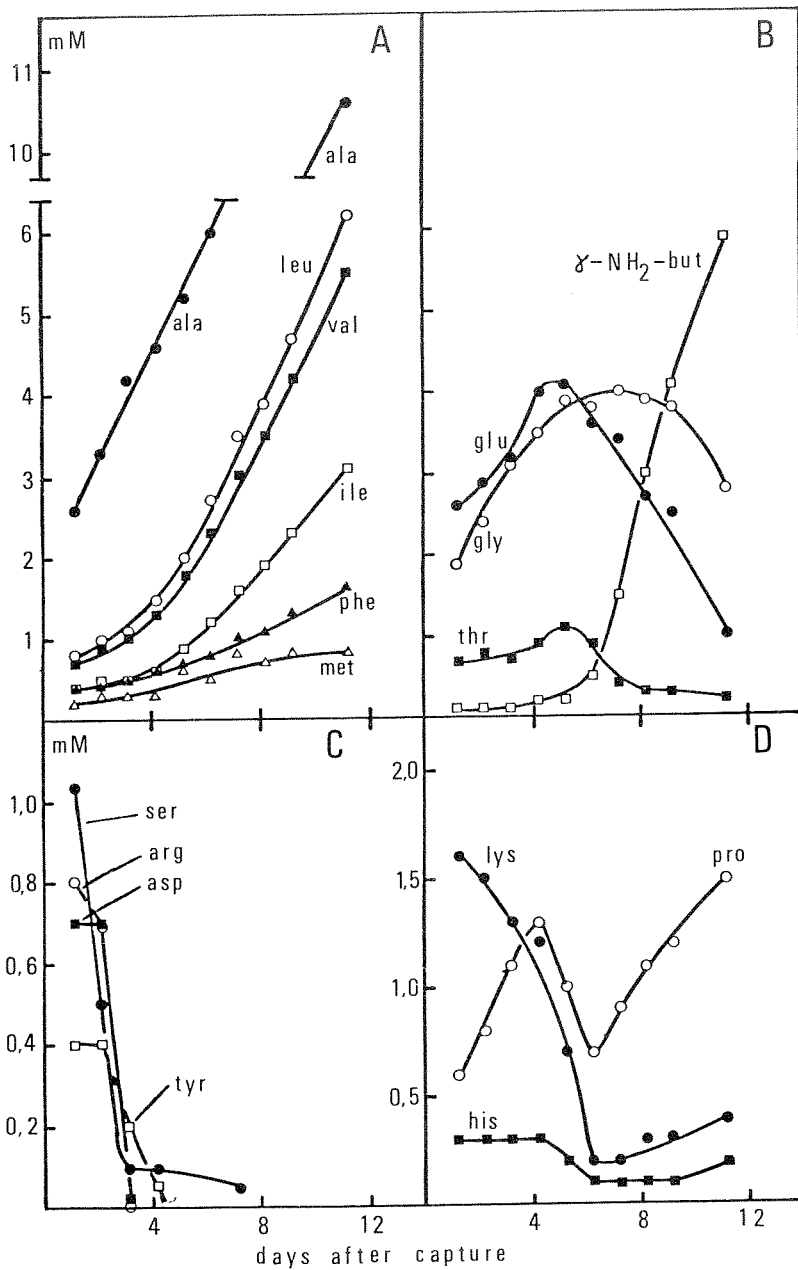 mM
A
B
11
10
ala
6
leu
γ-NH₂-but
5
ala
val
4
glu
3
ile
gly
2
phe
thr
1
met
mM
C
D
2,0
1,0
ser
lys
pro
arg
1,5
0,8
asp
0,6
1,0
0,4
tyr
0,5
his
0,2
4
8
12
4
8
12
days after capture